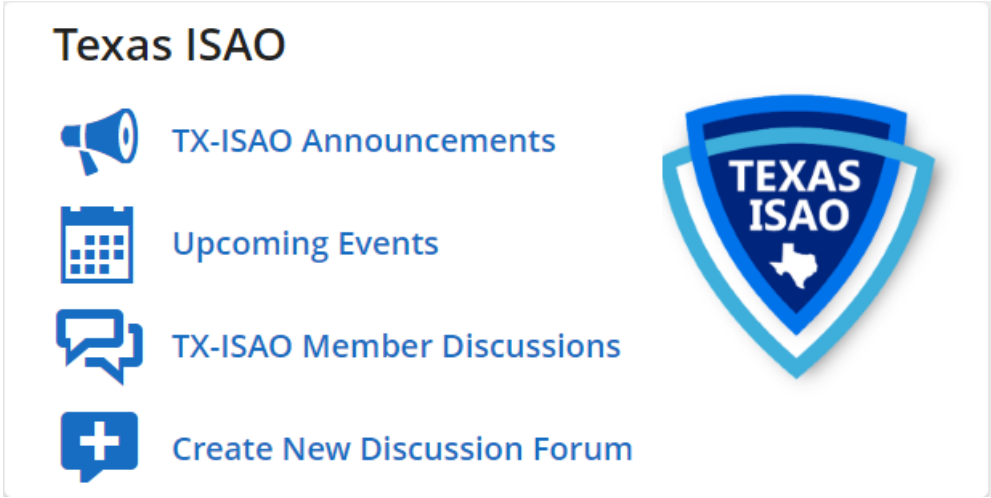 Texas ISAO
TX-ISAO Announcements
Upcoming Events
TX-ISAO Member Discussions
Create New Discussion Forum
TEXAS
ISAO